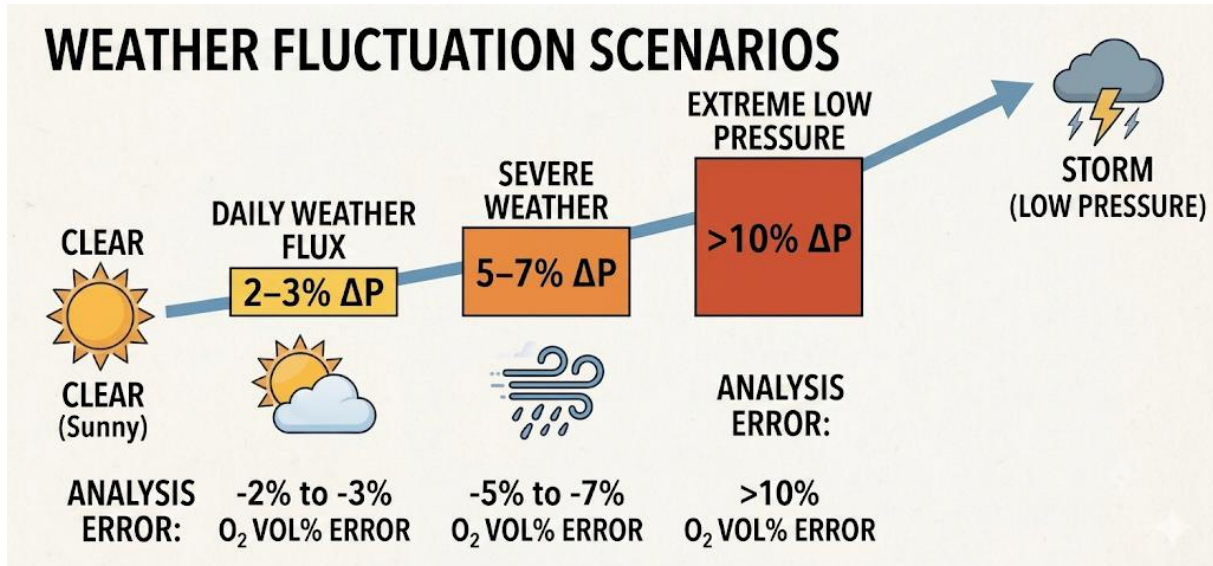 WEATHER FLUCTUATION SCENARIOS
CLEAR
CLEAR
(Sunny)
DAILY WEATHER
FLUX
2–3% ΔP
SEVERE
WEATHER
5–7% ΔP
EXTREME LOW
PRESSURE
>10% ΔP
STORM
(LOW PRESSURE)
ANALYSIS
ERROR:
ANALYSIS
ERROR:
-2% to -3%
O₂ VOL% ERROR
-5% to -7%
O₂ VOL% ERROR
>10%
O₂ VOL% ERROR